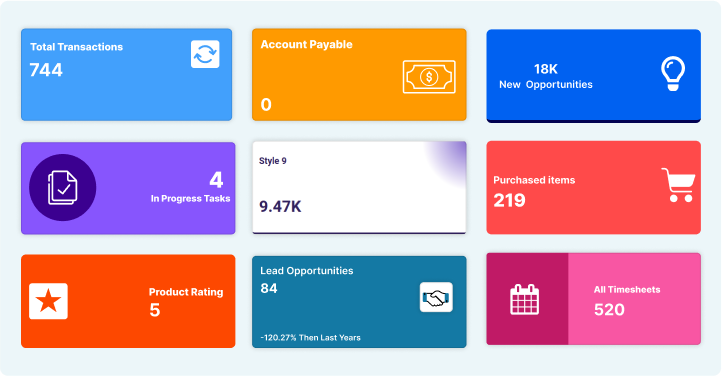 Total Transactions
744
Account Payable
0
18K
New Opportunities
4
In Progress Tasks
Style 9
9.47K
Purchased items
219
Product Rating
5
Lead Opportunities
84
-120.27% Then Last Years
All Timesheets
520